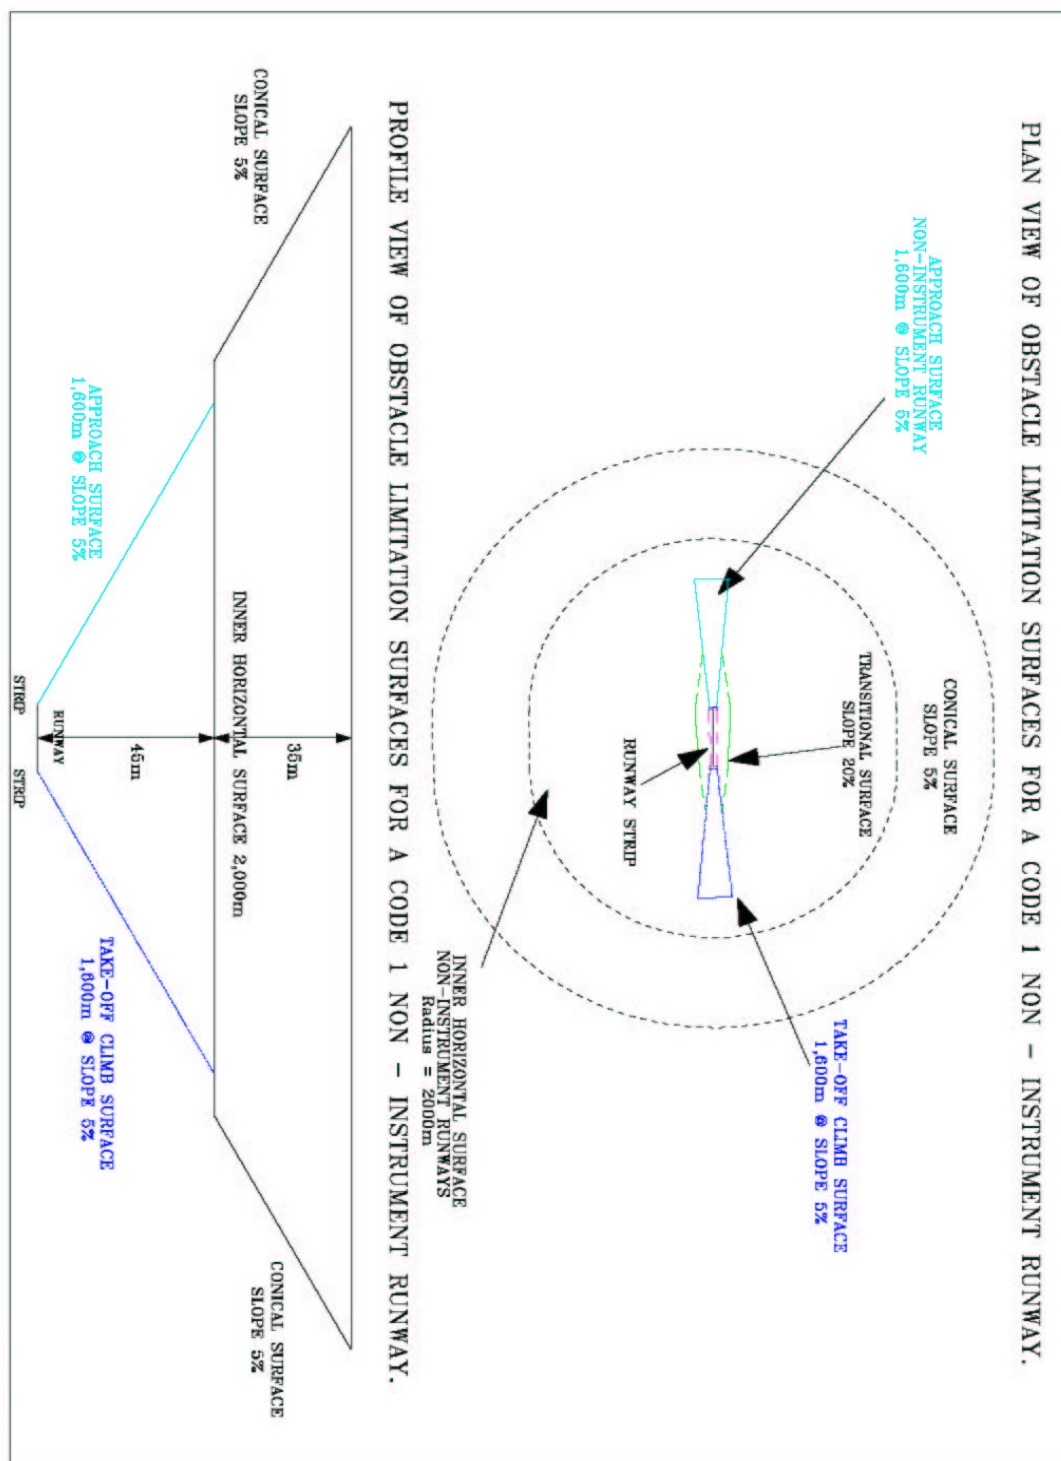 PLAN VIEW OF OBSTACLE LIMITATION SURFACES FOR A CODE 1 NON - INSTRUMENT RUNWAY.
APPROACH SURFACE
NON-INSTRUMENT RUNWAY
1,600m @ SLOPE 5%
CONICAL SURFACE
SLOPE 5%
TRANSITIONAL SURFACE
SLOPE 20%
RUNWAY STRIP
TAKE-OFF CLIMB SURFACE
1,600m @ SLOPE 5%
INNER HORIZONTAL SURFACE
NON-INSTRUMENT RUNWAYS
Radius = 2000m
PROFILE VIEW OF OBSTACLE LIMITATION SURFACES FOR A CODE 1 NON - INSTRUMENT RUNWAY.
CONICAL SURFACE
SLOPE 5%
35m
INNER HORIZONTAL SURFACE 2,000m
CONICAL SURFACE
SLOPE 5%
APPROACH SURFACE
1,600m @ SLOPE 5%
45m
TAKE-OFF CLIMB SURFACE
1,600m @ SLOPE 5%
RUNWAY
STRIP
STRIP